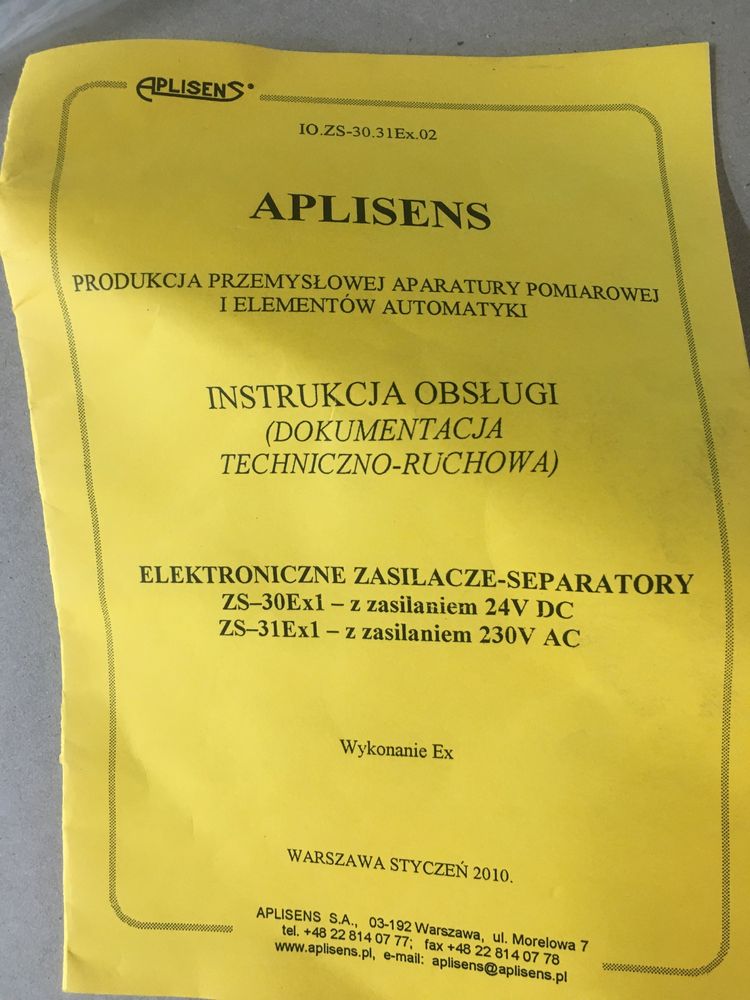 APLISENS
IO.ZS-30.31Ex.02
APLISENS
PRODUKCJA PRZEMYSŁOWEJ APARATURY POMIAROWEJ
I ELEMENTÓW AUTOMATYKI
INSTRUKCJA OBSŁUGI
(DOKUMENTACJA
TECHNICZNO-RUCHOWA)
ELEKTRONICZNE ZASILACZE-SEPARATORY
ZS–30Ex1 – z zasilaniem 24V DC
ZS–31Ex1 – z zasilaniem 230V AC
Wykonanie Ex
WARSZAWA STYCZEŃ 2010.
APLISENS S.A., 03-192 Warszawa, ul. Morelowa 7
tel. +48 22 814 07 77; fax +48 22 814 07 78
www.aplisens.pl, e-mail: aplisens@aplisens.pl